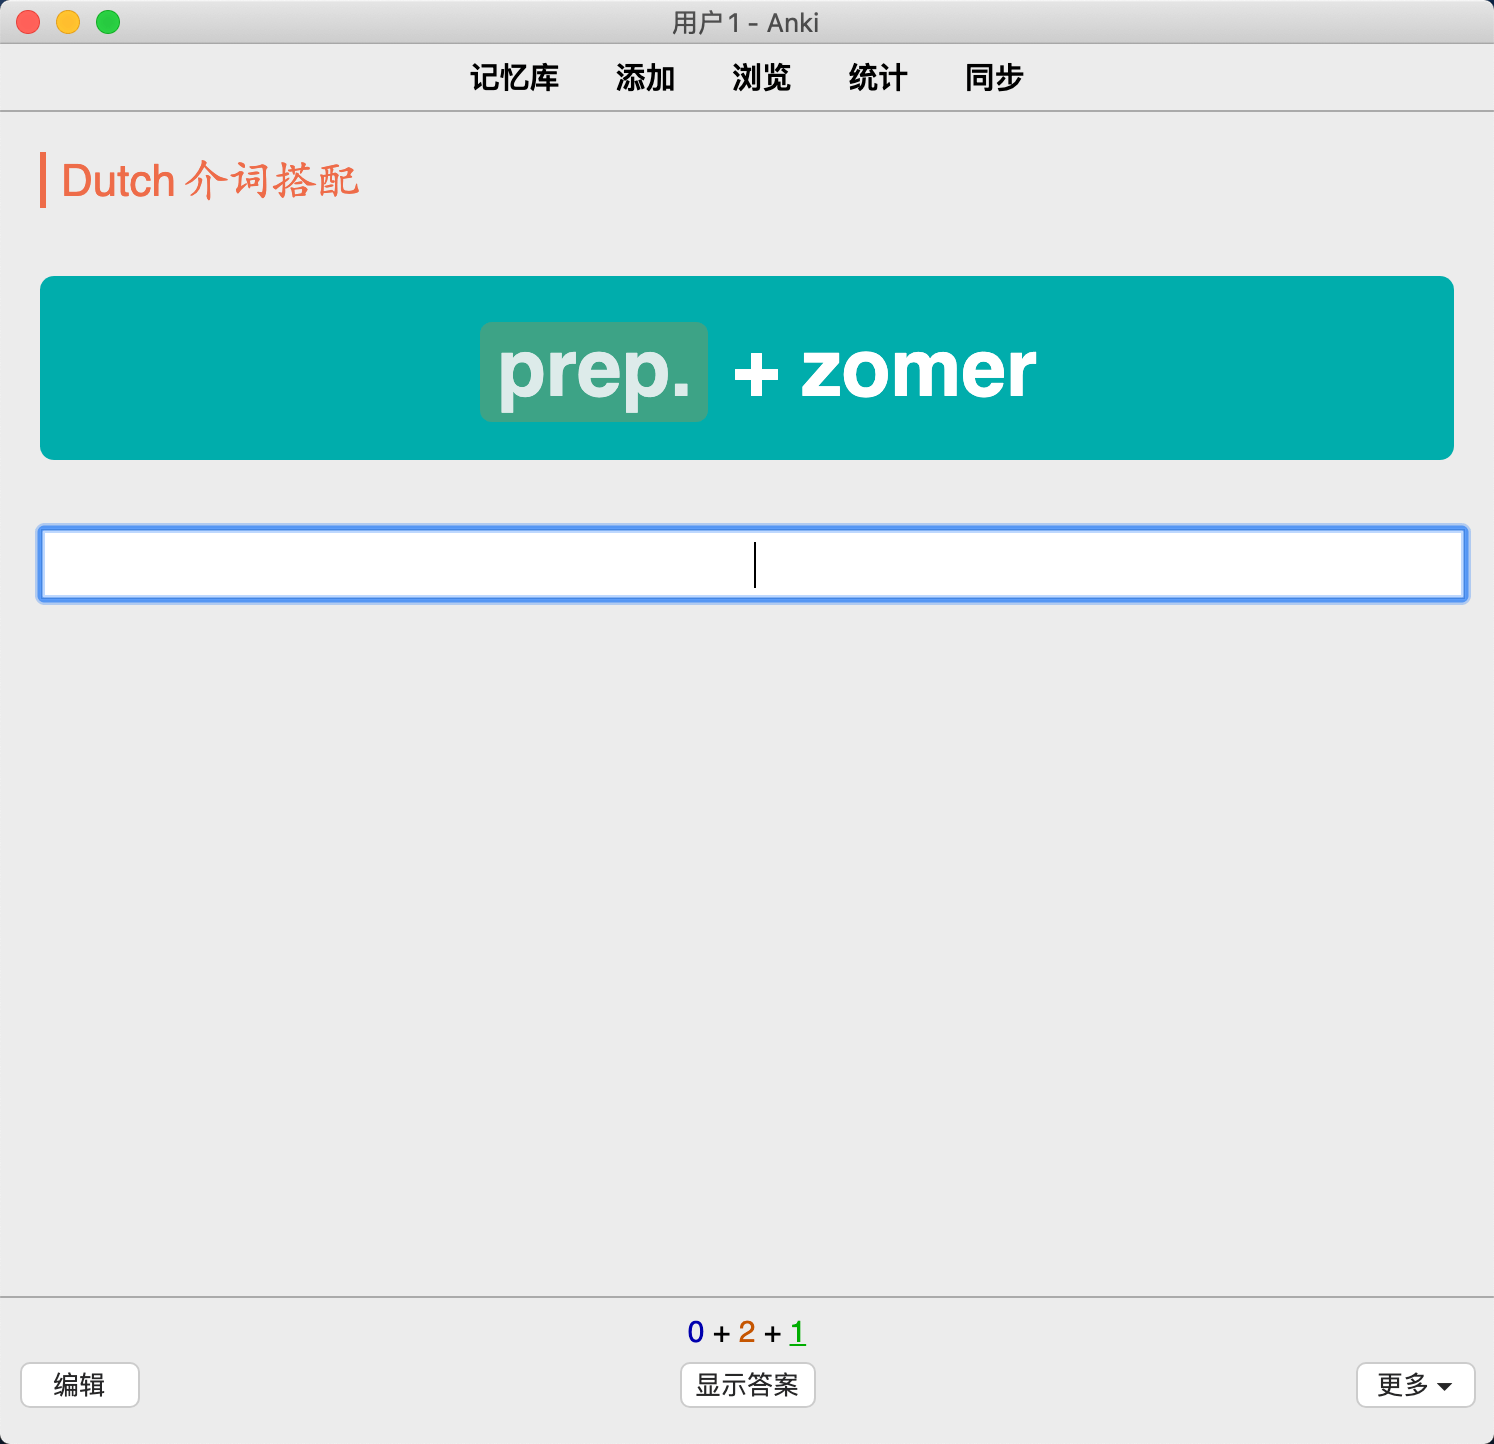 用户1 - Anki
记忆库 添加 浏览 统计 同步
Dutch 介词搭配
prep. + zomer
0 + 2 + 1
编辑 显示答案 更多